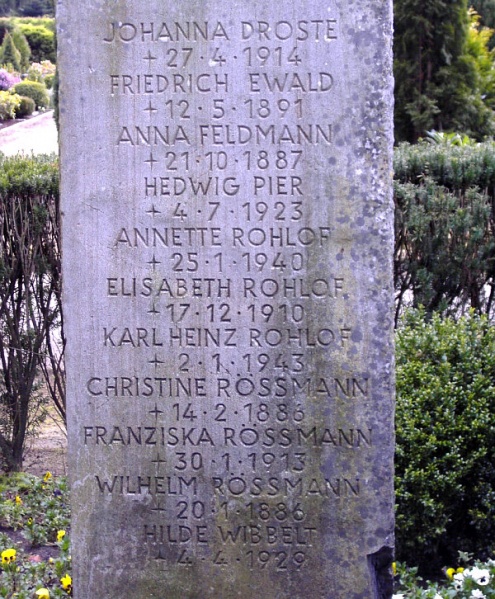 JOHANNA DROSTE
+ 27 · 4 · 1914
FRIEDRICH EWALD
+ 12 · 5 · 1891
ANNA FELDMANN
+ 21 · 10 · 1887
HEDWIG PIER
+ 4 · 7 · 1923
ANNETTE ROHLOF
+ 25 · 1 · 1940
ELISABETH ROHLOF
+ 17 · 12 · 1910
KARL HEINZ ROHLOF
+ 2 · 1 · 1943
CHRISTINE RÖSSMANN
+ 14 · 2 · 1886
FRANZISKA RÖSSMANN
+ 30 · 1 · 1913
WILHELM RÖSSMANN
+ 20 · 1 · 1886
HILDE WIBBELT
+ 4 · 4 · 1929